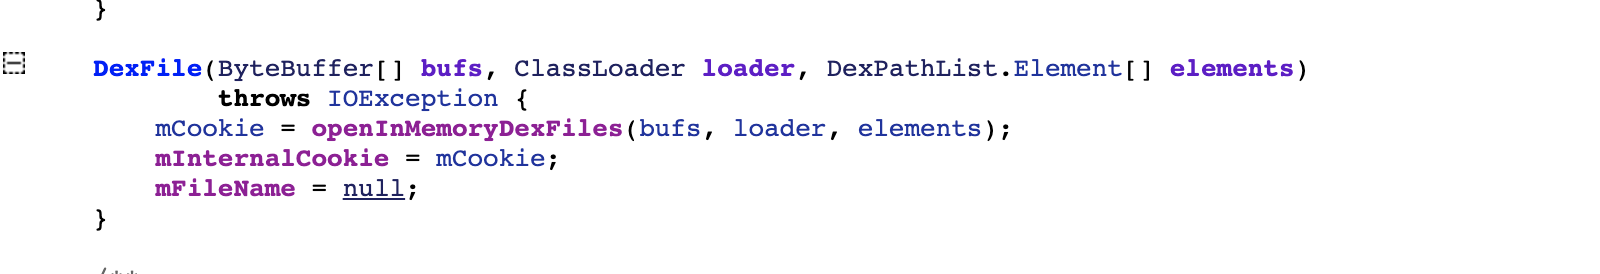 }
DexFile(ByteBuffer[] bufs, ClassLoader loader, DexPathList.Element[] elements)
throws IOException {
mCookie = openInMemoryDexFiles(bufs, loader, elements);
mInternalCookie = mCookie;
mFileName = null;
}
/**